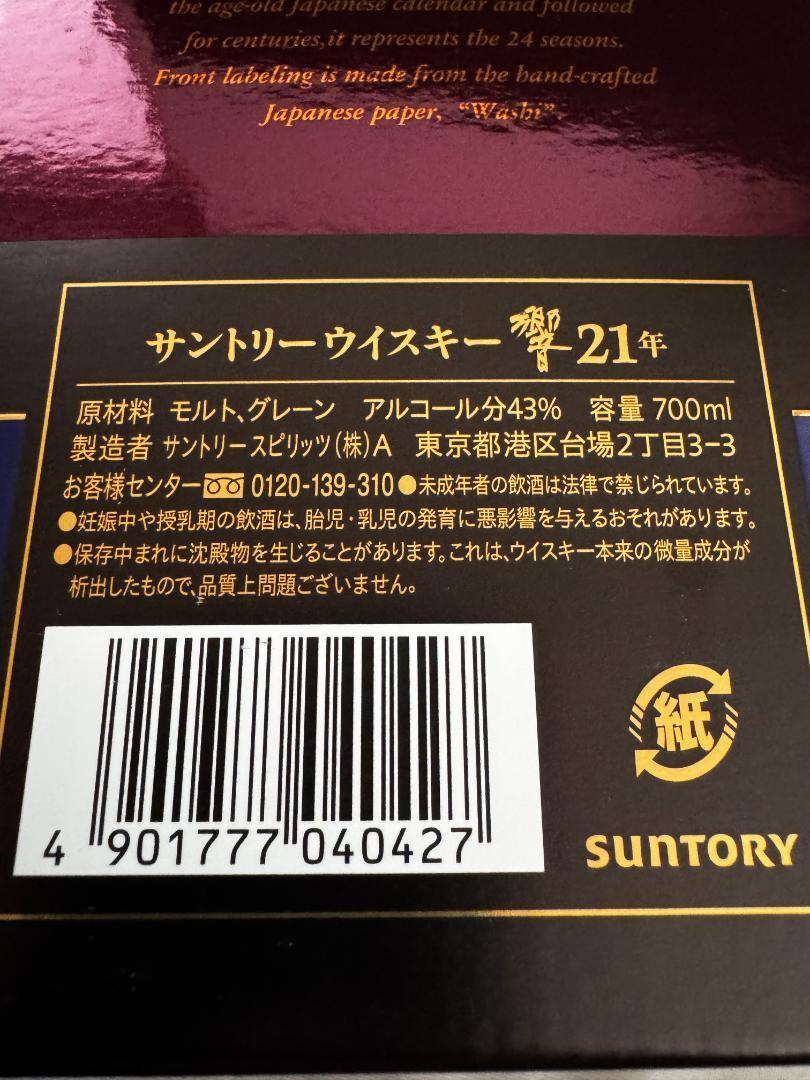 the age-old Japanese calendar and followed
for centuries, it represents the 24 seasons.
Front labeling is made from the hand-crafted
Japanese paper, “Washi”.
サントリーウイスキー 響 21年
原材料 モルト、グレーン アルコール分43% 容量 700ml
製造者 サントリースピリッツ(株)A 東京都港区台場2丁目3-3
お客様センター 0120-139-310 ●未成年者の飲酒は法律で禁じられています。
●妊娠中や授乳期の飲酒は、胎児・乳児の発育に悪影響を与えるおそれがあります。
●保存中まれに沈殿物を生じることがあります。これは、ウイスキー本来の微量成分が
析出したもので、品質上問題ございません。
紙
4 901777 040427
SUNTORY